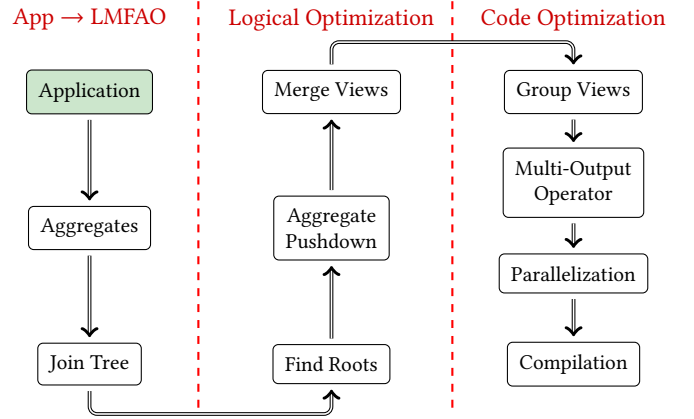 App → LMFAO
Application
Aggregates
Join Tree
Logical Optimization
Merge Views
Aggregate
Pushdown
Find Roots
Code Optimization
Group Views
Multi-Output
Operator
Parallelization
Compilation